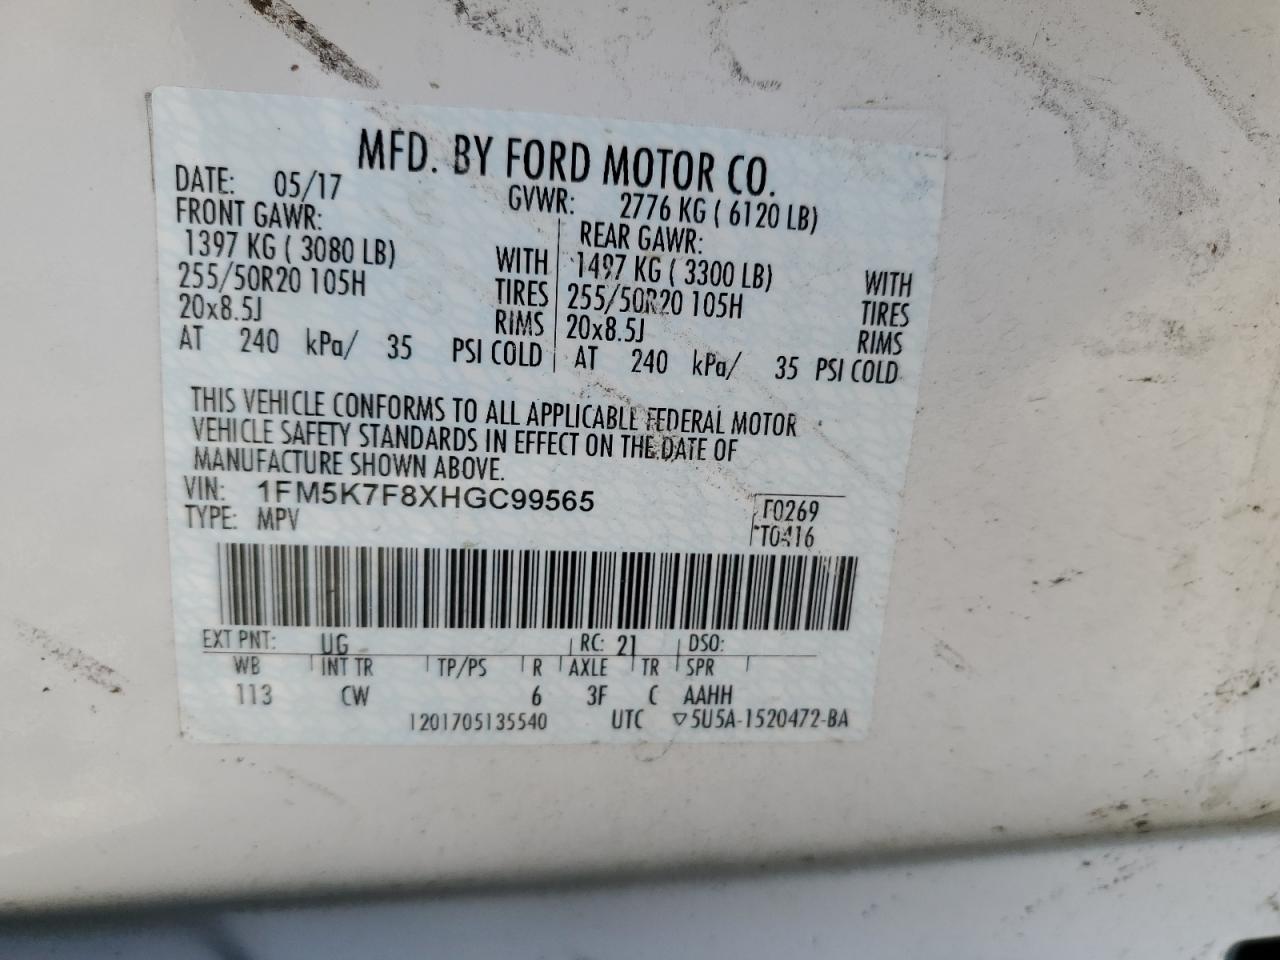 MFD. BY FORD MOTOR CO.
DATE: 05/17 GVWR: 2776 KG ( 6120 LB)
FRONT GAWR: REAR GAWR:
1397 KG ( 3080 LB) WITH 1497 KG ( 3300 LB) WITH
255/50R20 105H TIRES 255/50R20 105H TIRES
20x8.5J RIMS 20x8.5J RIMS
AT 240 kPa/ 35 PSI COLD AT 240 kPa/ 35 PSI COLD
THIS VEHICLE CONFORMS TO ALL APPLICABLE FEDERAL MOTOR
VEHICLE SAFETY STANDARDS IN EFFECT ON THE DATE OF
MANUFACTURE SHOWN ABOVE.
VIN: 1FM5K7F8XHGC99565
TYPE: MPV
F0269
T0416
EXT PNT: UG RC: 21 DSO:
WB INT TR TP/PS R AXLE TR SPR
113 CW 6 3F C AAHH
1201705135540 UTC ▽5U5A-1520472-BA